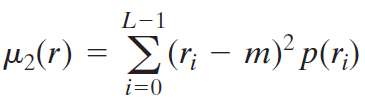 μ₂(r) = ∑_{i=0}^{L−1} (rᵢ − m)² p(rᵢ)